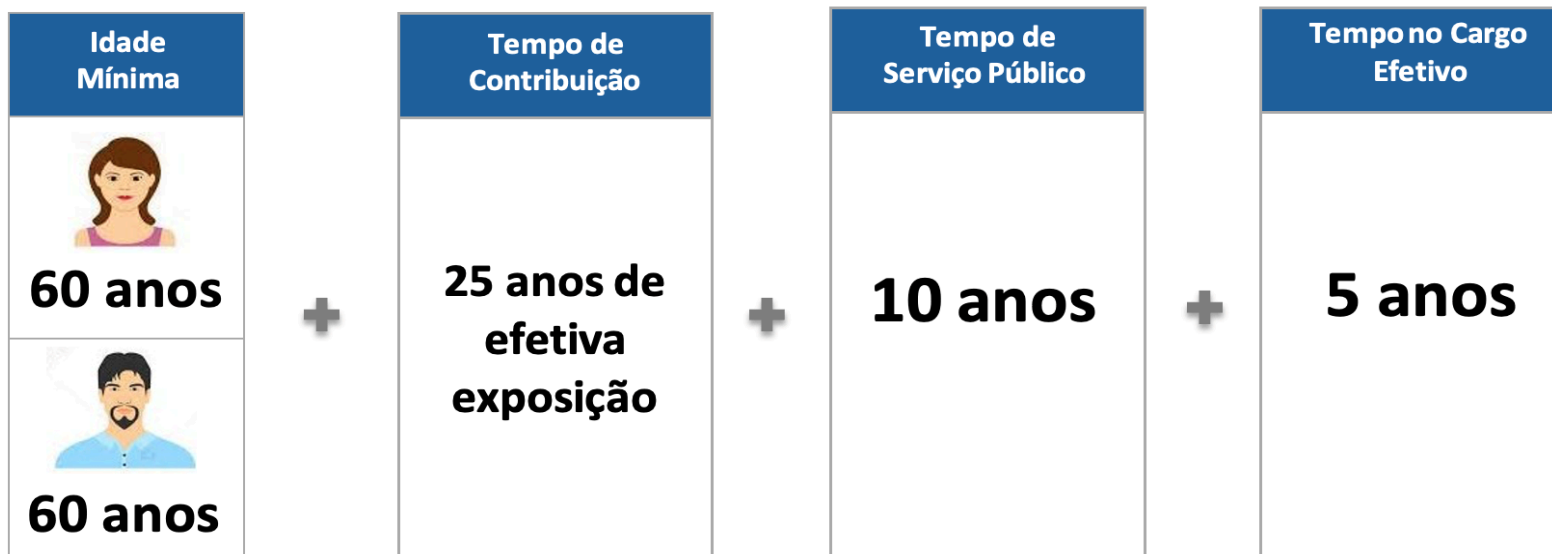 Idade
Mínima
60 anos
60 anos
Tempo de
Contribuição
25 anos de
efetiva
exposição
Tempo de
Serviço Público
10 anos
Tempo no Cargo
Efetivo
5 anos